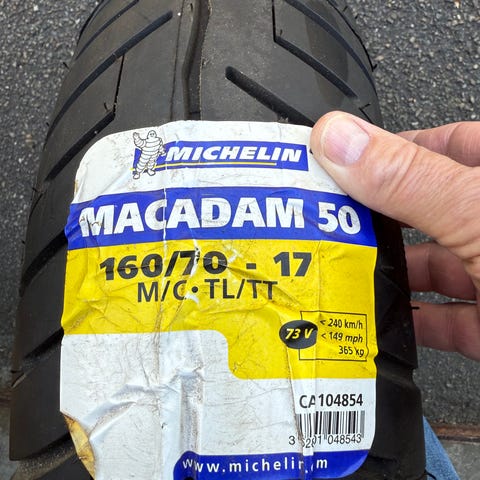 MICHELIN
MACADAM 50
160/70 - 17
M/C • TL/TT
73 V
< 240 km/h
< 149 mph
365 kg
CA104854